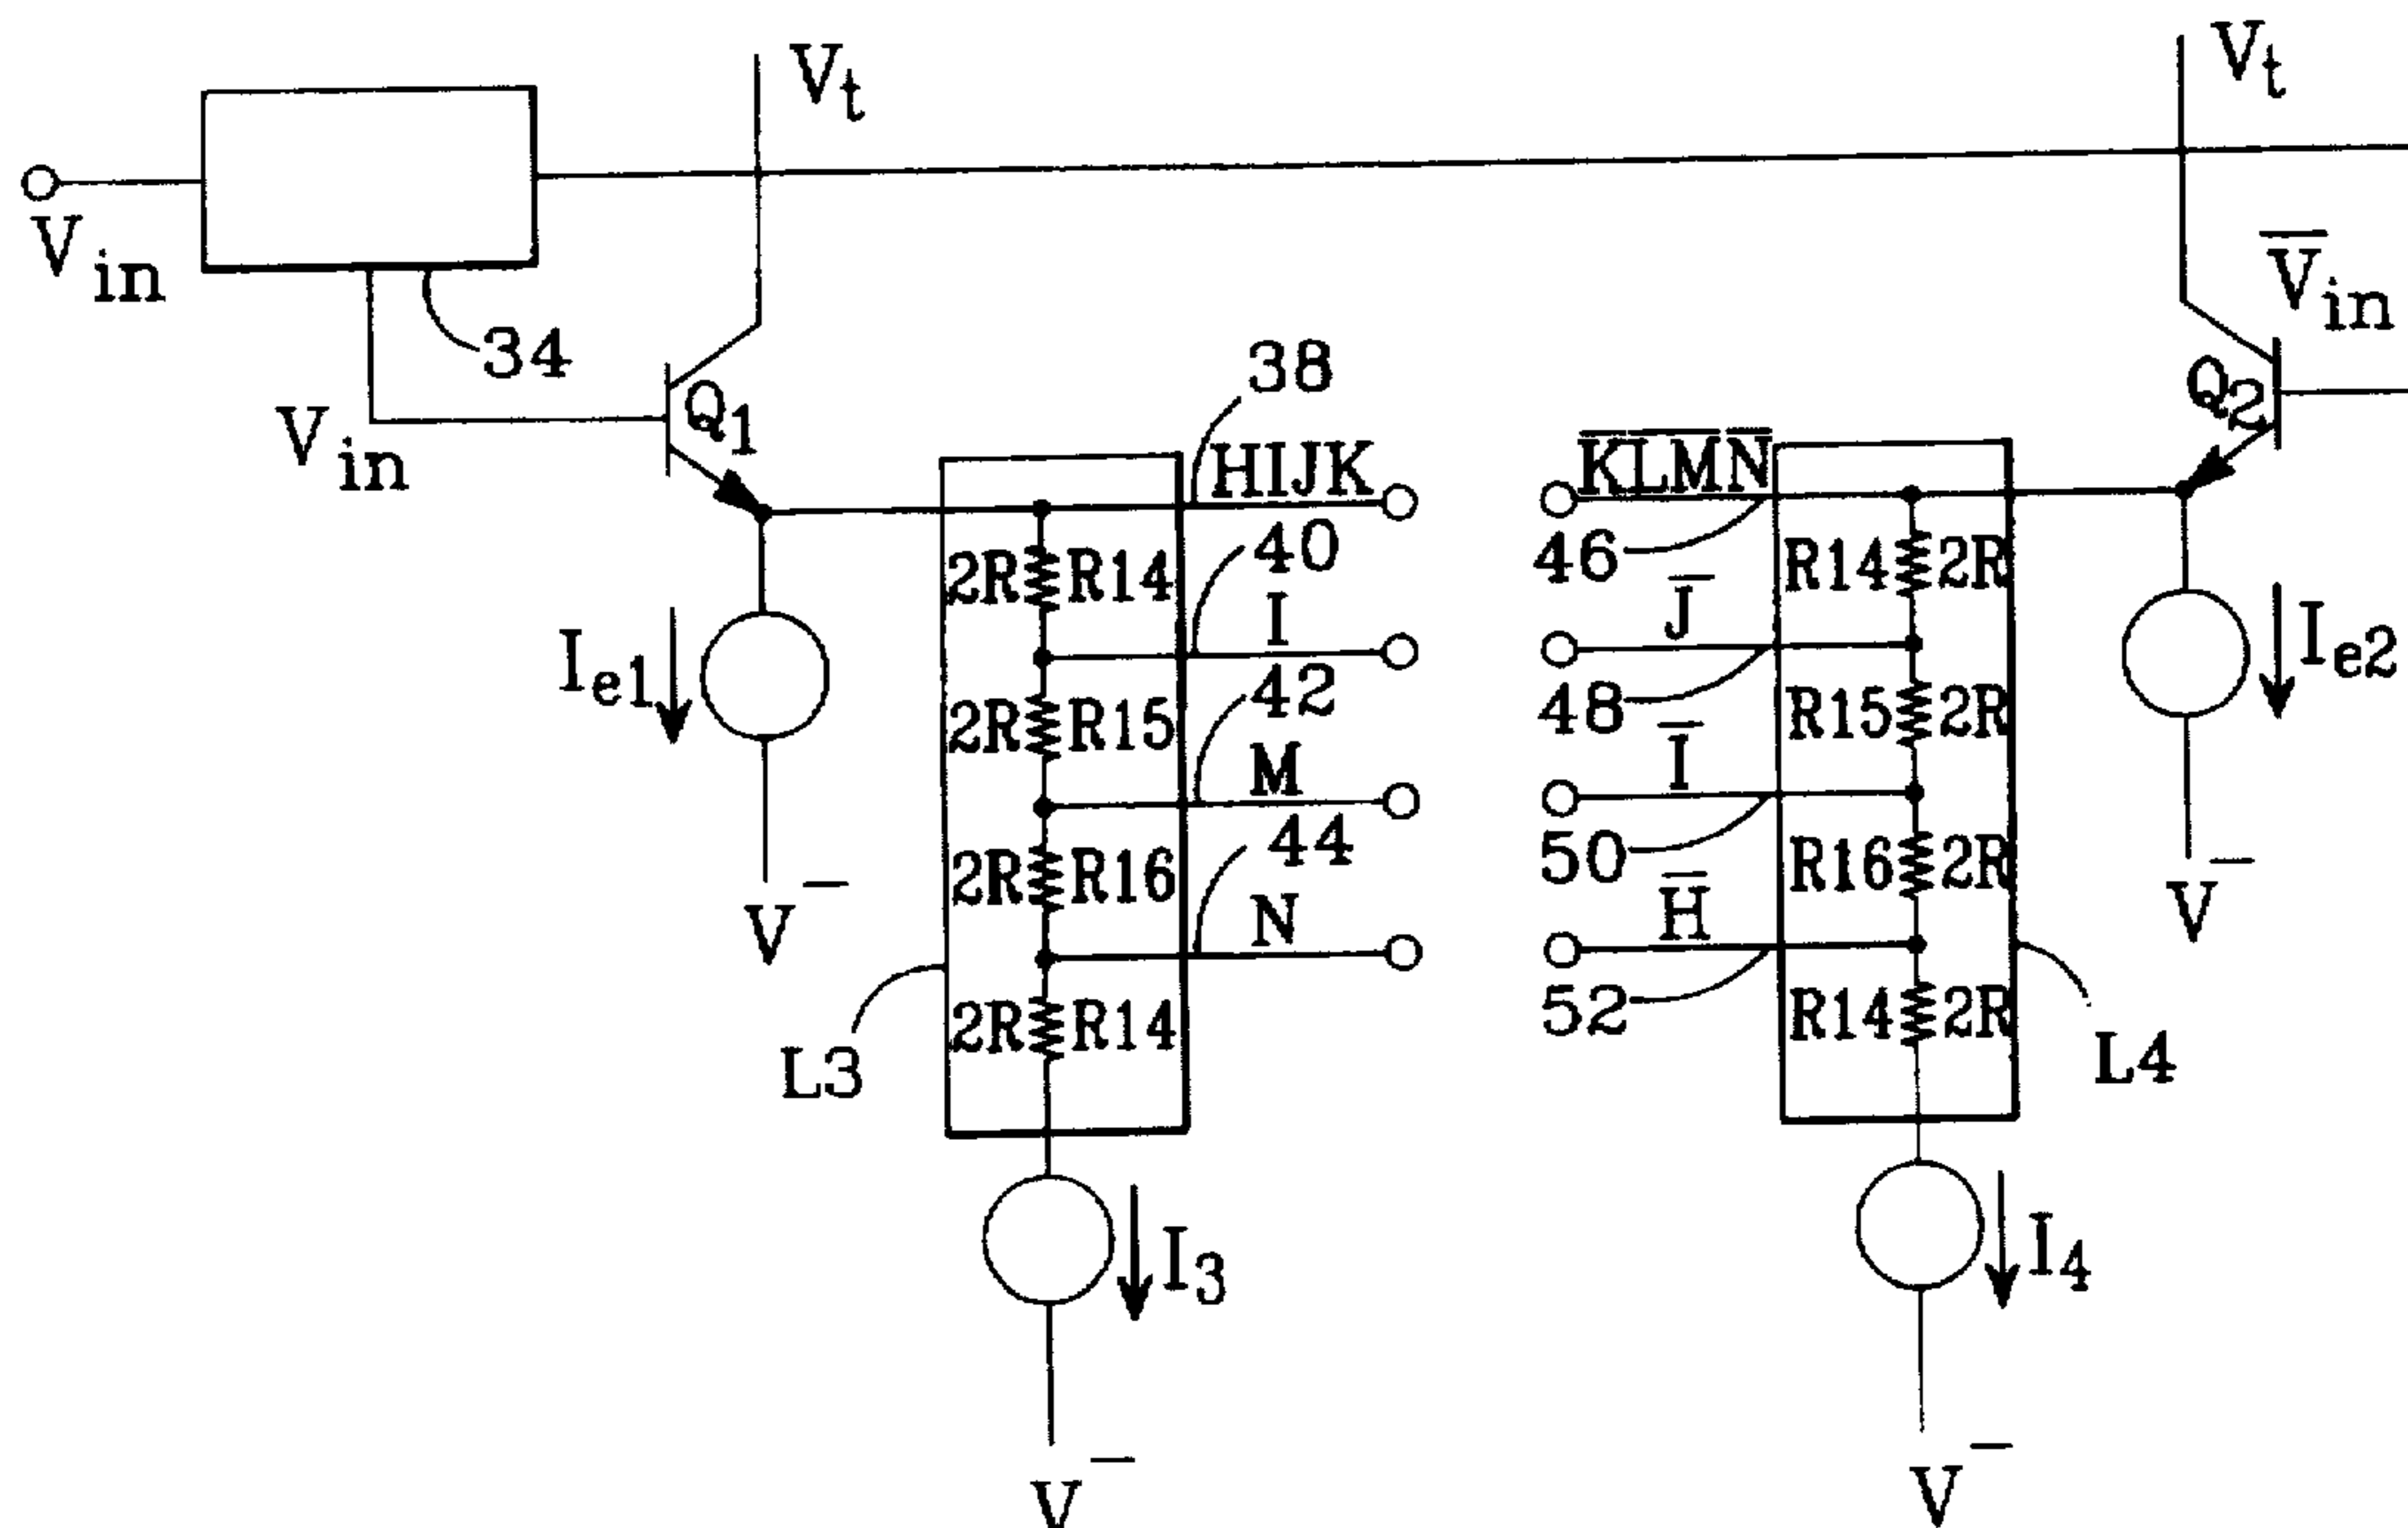 Vt
Vt
Vin
34
V̅in
Vin
Q1
Q2
38
HIJK
K̅L̅M̅N̅
40
46
2R R14
R14 2R
I
J̅
Ie1
Ie2
42
48
2R R15
R15 2R
M
I̅
44
50
2R R16
R16 2R
V⁻
V⁻
N
H̅
52
2R R14
R14 2R
L3
L4
I3
I4
V⁻
V⁻